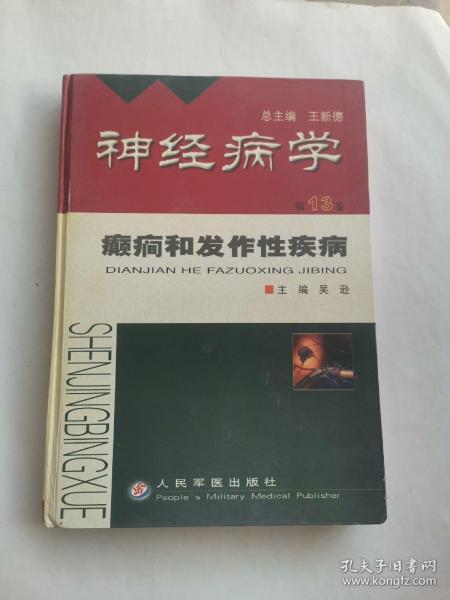 总主编 王新德
神经病学
第13卷
癫痫和发作性疾病
DIANJIAN HE FAZUOXING JIBING
■主编 吴逊
SHENJINGBINGXUE
人民军医出版社
People's Military Medical Publisher
孔夫子旧书网
www.kongfz.com